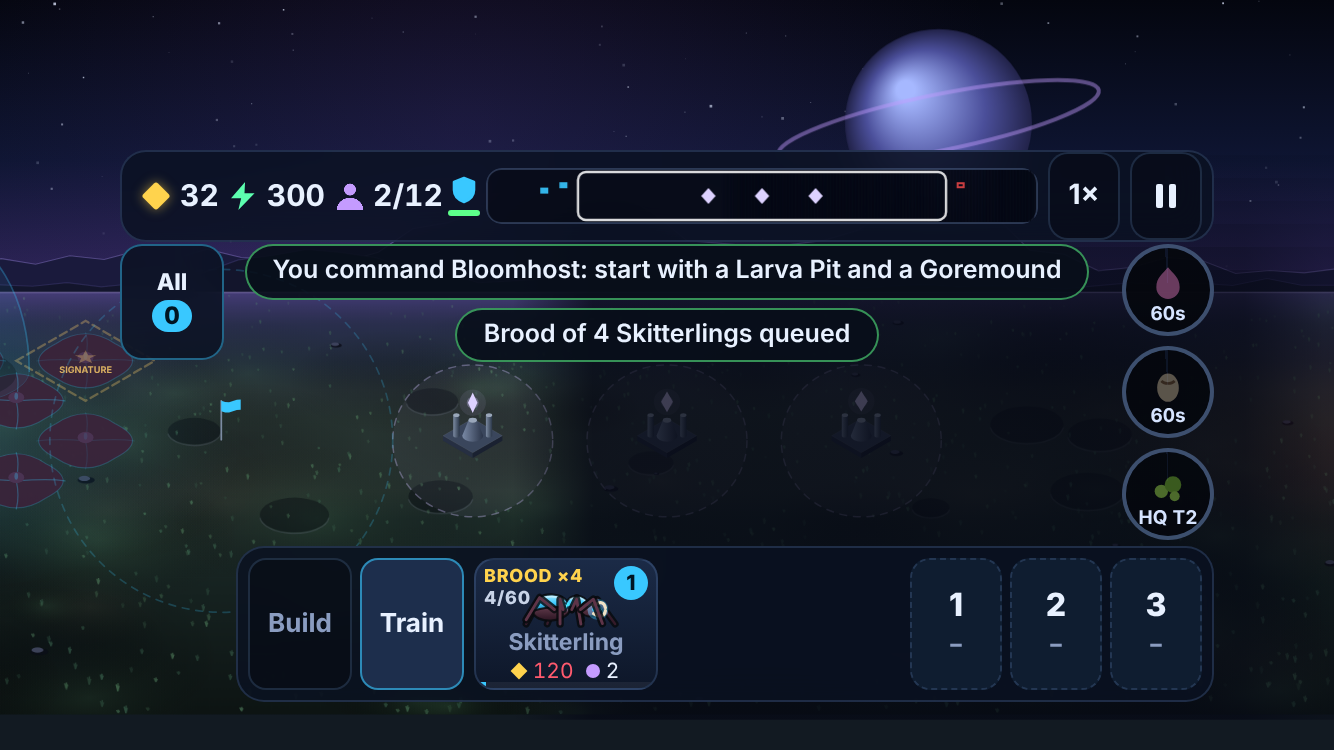 32 300 2/12 1×
All
0
You command Bloomhost: start with a Larva Pit and a Goremound
Brood of 4 Skitterlings queued
SIGNATURE
60s
60s
HQ T2
Build
Train
BROOD ×4
1
4/60
Skitterling
120 2
1 2 3
– – –